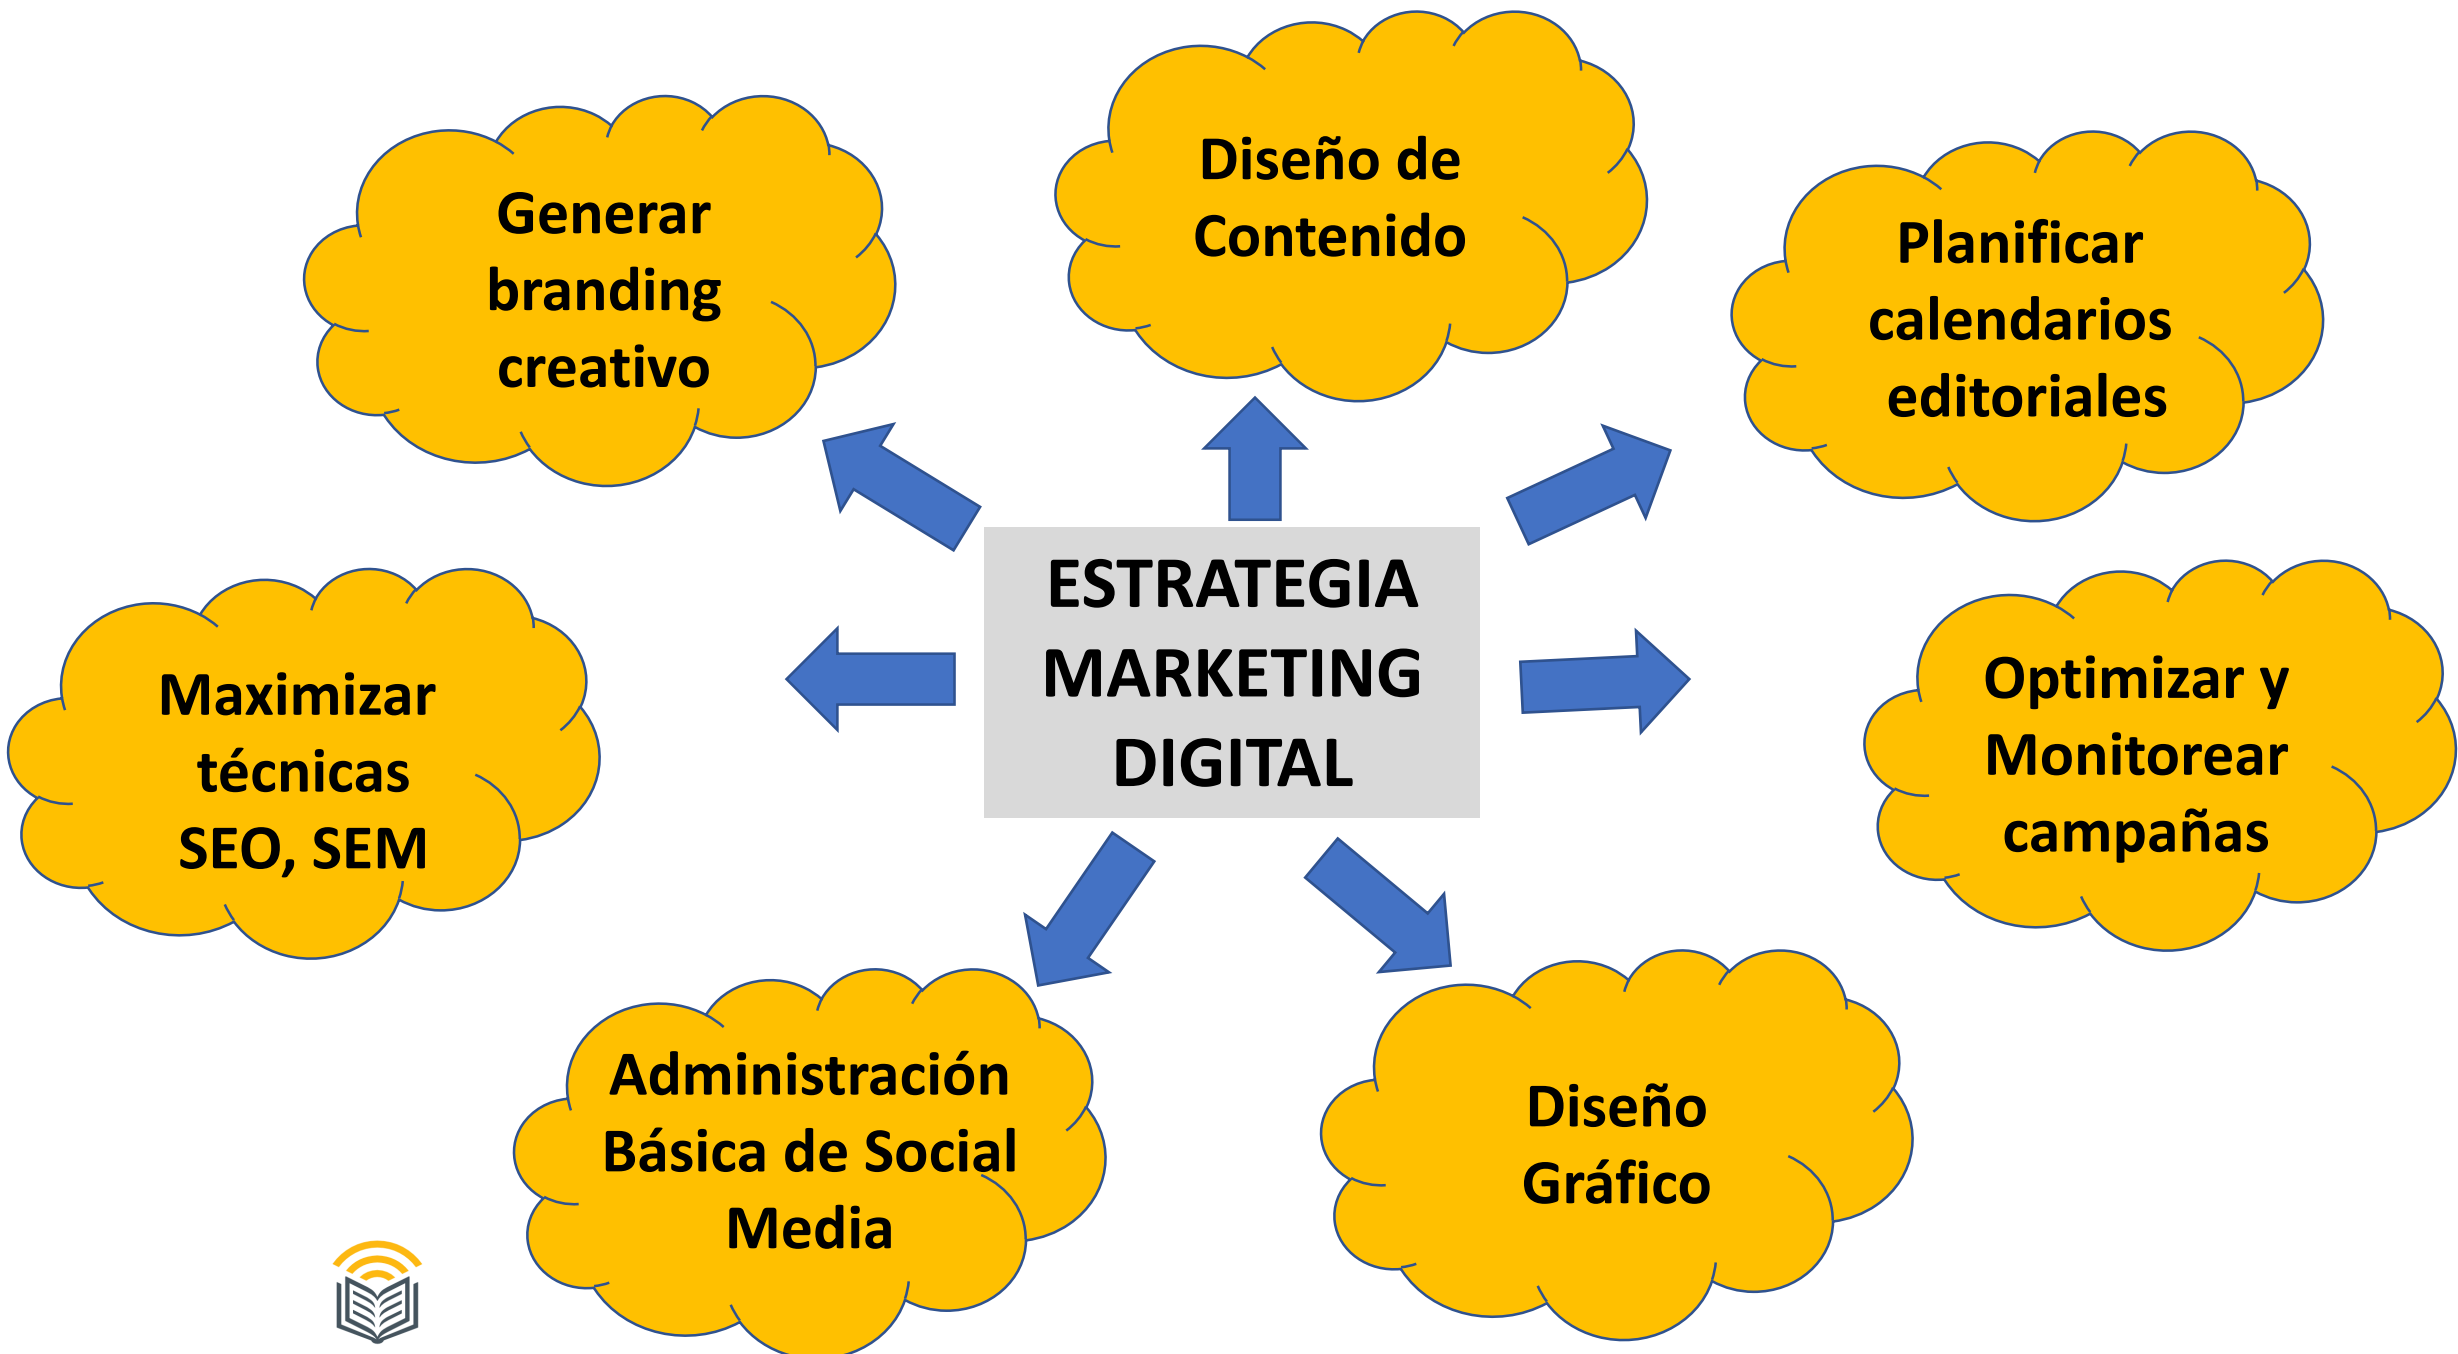 Diseño de
Contenido
Generar
branding
creativo
Planificar
calendarios
editoriales
ESTRATEGIA
MARKETING
DIGITAL
Maximizar
técnicas
SEO, SEM
Optimizar y
Monitorear
campañas
Administración
Básica de Social
Media
Diseño
Gráfico